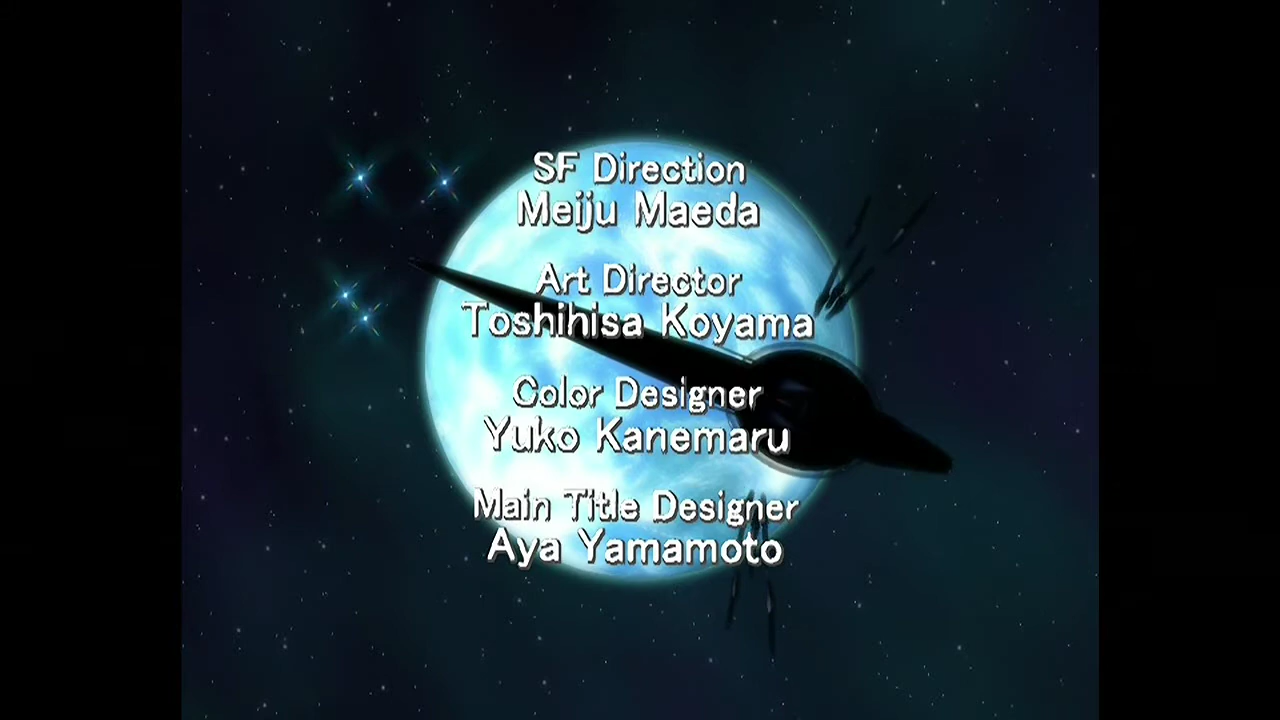 SF Direction
Meiju Maeda
Art Director
Toshihisa Koyama
Color Designer
Yuko Kanemaru
Main Title Designer
Aya Yamamoto